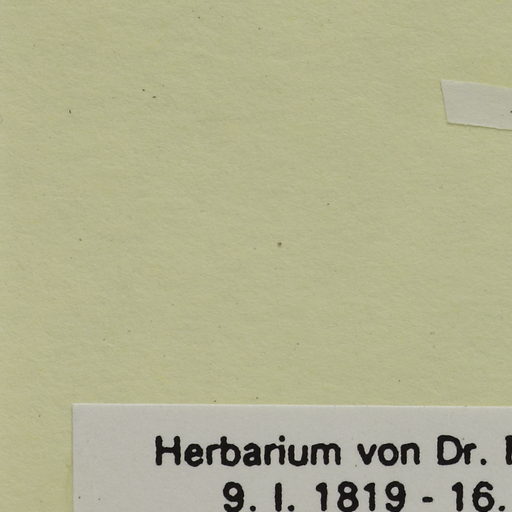 Herbarium von Dr.
9. I. 1819 - 16.